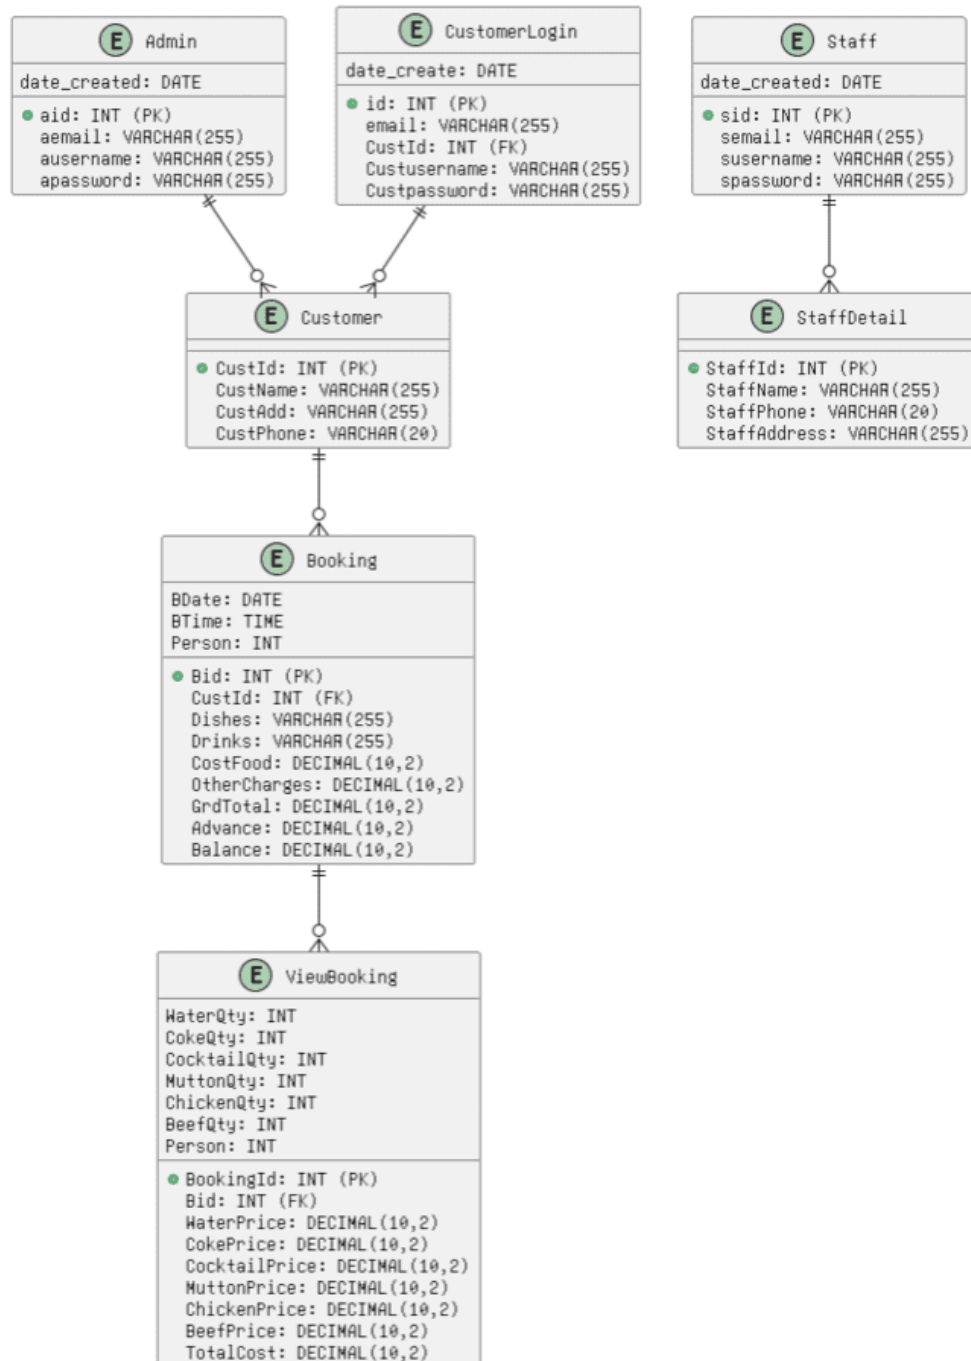 E Admin
date_created: DATE
aid: INT (PK)
aemail: VARCHAR(255)
ausername: VARCHAR(255)
apassword: VARCHAR(255)
E CustomerLogin
date_create: DATE
id: INT (PK)
email: VARCHAR(255)
CustId: INT (FK)
Custusername: VARCHAR(255)
Custpassword: VARCHAR(255)
E Staff
date_created: DATE
sid: INT (PK)
semail: VARCHAR(255)
susername: VARCHAR(255)
spassword: VARCHAR(255)
E Customer
CustId: INT (PK)
CustName: VARCHAR(255)
CustAdd: VARCHAR(255)
CustPhone: VARCHAR(20)
E StaffDetail
StaffId: INT (PK)
StaffName: VARCHAR(255)
StaffPhone: VARCHAR(20)
StaffAddress: VARCHAR(255)
E Booking
BDate: DATE
BTime: TIME
Person: INT
Bid: INT (PK)
CustId: INT (FK)
Dishes: VARCHAR(255)
Drinks: VARCHAR(255)
CostFood: DECIMAL(10,2)
OtherCharges: DECIMAL(10,2)
GrdTotal: DECIMAL(10,2)
Advance: DECIMAL(10,2)
Balance: DECIMAL(10,2)
E ViewBooking
WaterQty: INT
CokeQty: INT
CocktailQty: INT
MuttonQty: INT
ChickenQty: INT
BeefQty: INT
Person: INT
BookingId: INT (PK)
Bid: INT (FK)
WaterPrice: DECIMAL(10,2)
CokePrice: DECIMAL(10,2)
CocktailPrice: DECIMAL(10,2)
MuttonPrice: DECIMAL(10,2)
ChickenPrice: DECIMAL(10,2)
BeefPrice: DECIMAL(10,2)
TotalCost: DECIMAL(10,2)